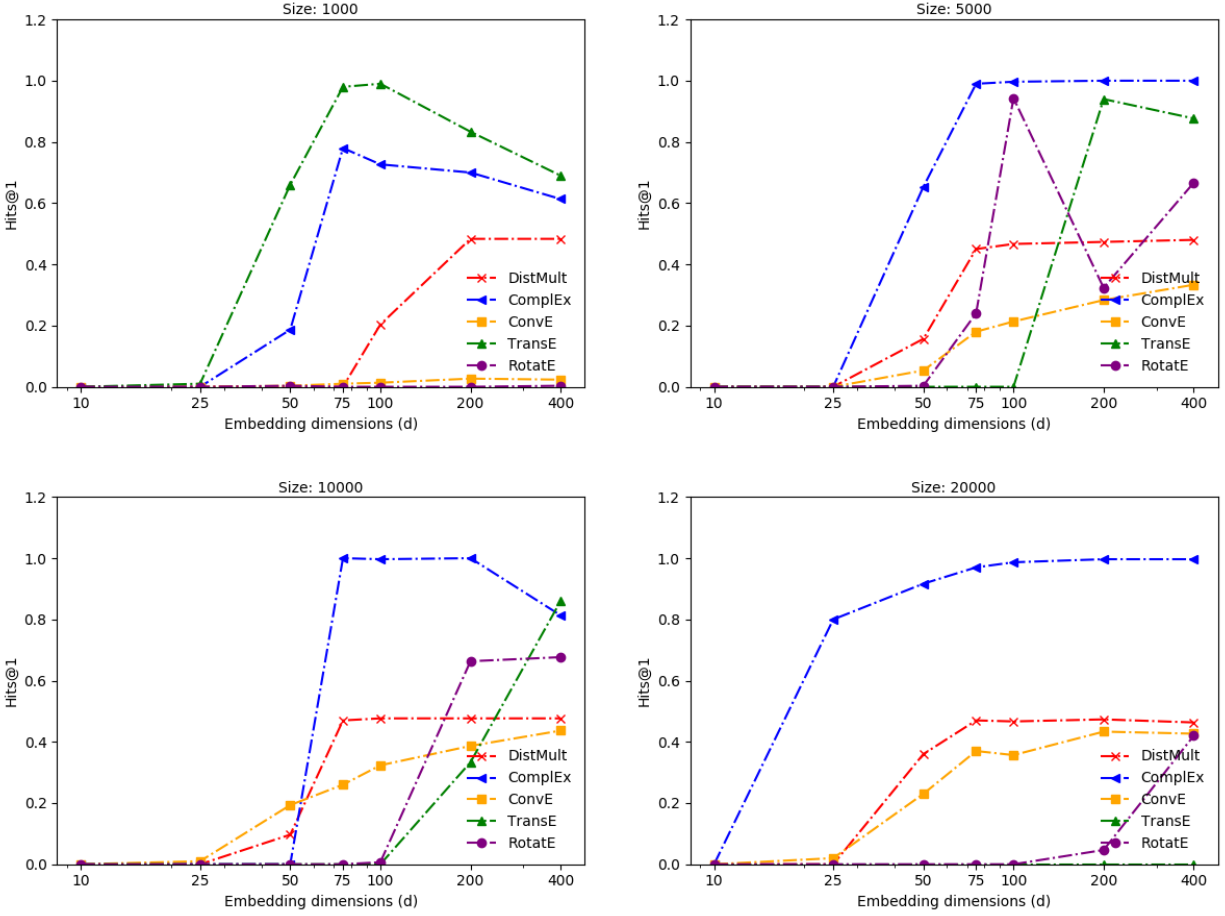 Size: 1000
1.2
1.0
0.8
0.6
0.4
0.2
0.0
Hits@1
DistMult
ComplEx
ConvE
TransE
RotatE
10 25 50 75 100 200 400
Embedding dimensions (d)
Size: 5000
1.2
1.0
0.8
0.6
0.4
0.2
0.0
Hits@1
DistMult
ComplEx
ConvE
TransE
RotatE
10 25 50 75 100 200 400
Embedding dimensions (d)
Size: 10000
1.2
1.0
0.8
0.6
0.4
0.2
0.0
Hits@1
DistMult
ComplEx
ConvE
TransE
RotatE
10 25 50 75 100 200 400
Embedding dimensions (d)
Size: 20000
1.2
1.0
0.8
0.6
0.4
0.2
0.0
Hits@1
DistMult
ComplEx
ConvE
TransE
RotatE
10 25 50 75 100 200 400
Embedding dimensions (d)